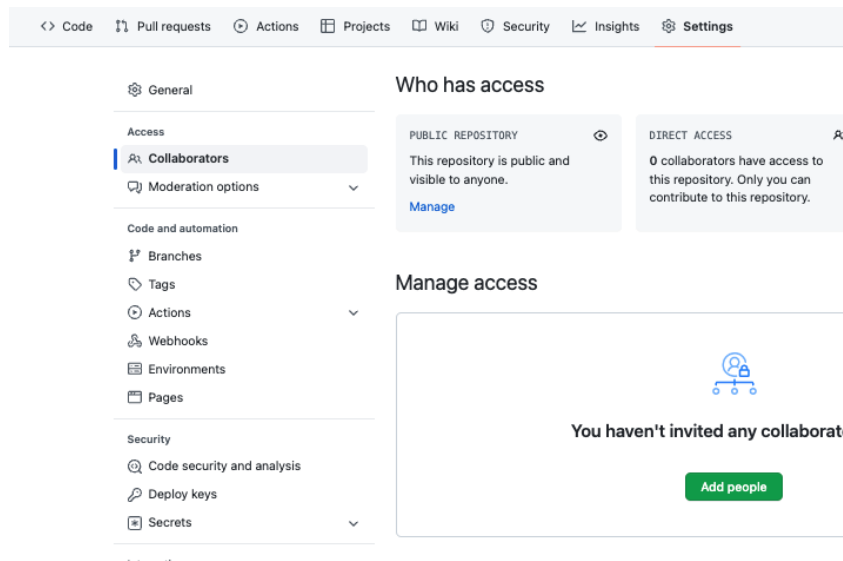 Code Pull requests Actions Projects Wiki Security Insights Settings
General
Access
Collaborators
Moderation options
Code and automation
Branches
Tags
Actions
Webhooks
Environments
Pages
Security
Code security and analysis
Deploy keys
Secrets
Who has access
PUBLIC REPOSITORY
This repository is public and
visible to anyone.
Manage
DIRECT ACCESS
0 collaborators have access to
this repository. Only you can
contribute to this repository.
Manage access
You haven't invited any
Add people